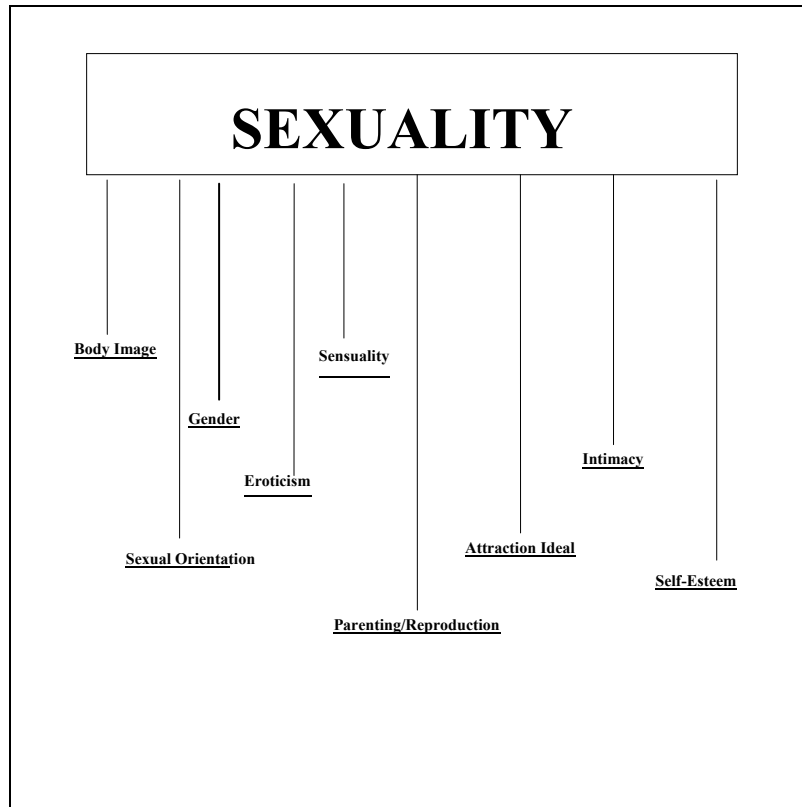 SEXUALITY
Body Image
Sensuality
Gender
Intimacy
Eroticism
Attraction Ideal
Sexual Orientation
Self-Esteem
Parenting/Reproduction